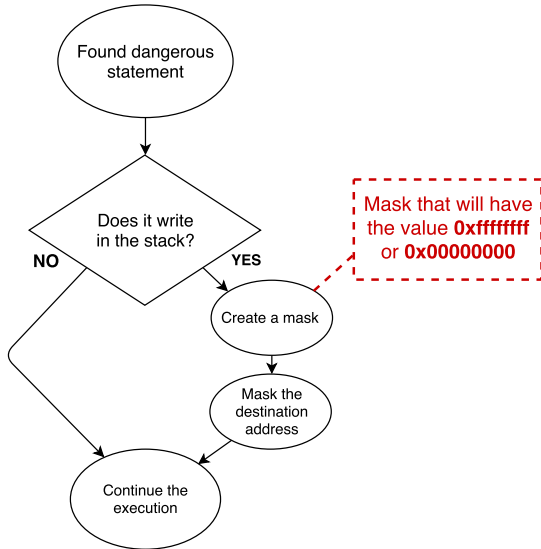 Found dangerous
statement
Does it write
in the stack?
NO
YES
Mask that will have
the value 0xffffffff
or 0x00000000
Create a mask
Mask the
destination
address
Continue the
execution